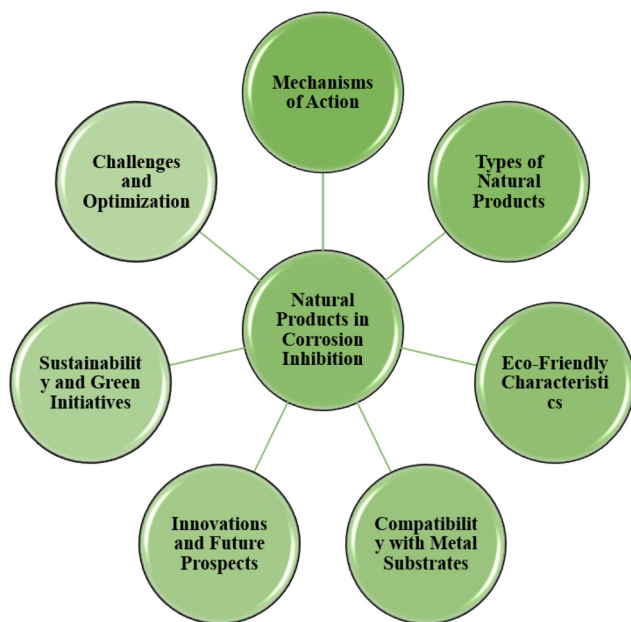 Mechanisms
of Action
Types of
Natural
Products
Eco-Friendly
Characteristi
cs
Compatibilit
y with Metal
Substrates
Innovations
and Future
Prospects
Sustainabilit
y and Green
Initiatives
Challenges
and
Optimization
Natural
Products in
Corrosion
Inhibition